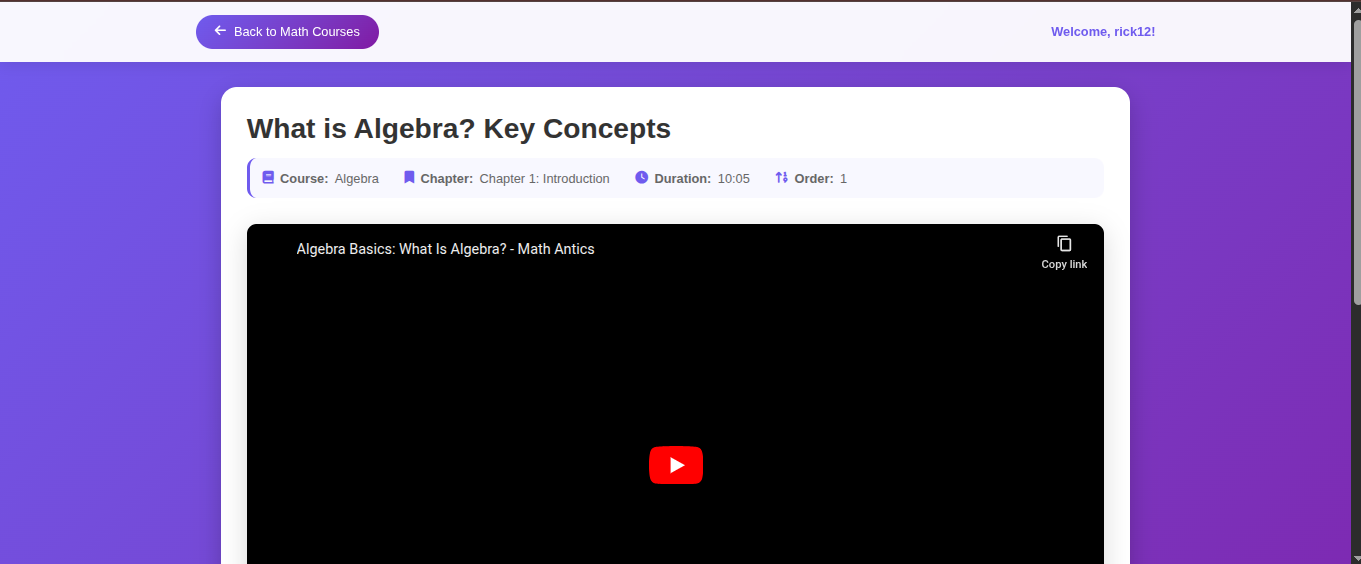 Back to Math Courses
Welcome, rick12!
What is Algebra? Key Concepts
Course: Algebra Chapter: Chapter 1: Introduction Duration: 10:05 Order: 1
Algebra Basics: What Is Algebra? - Math Antics
Copy link